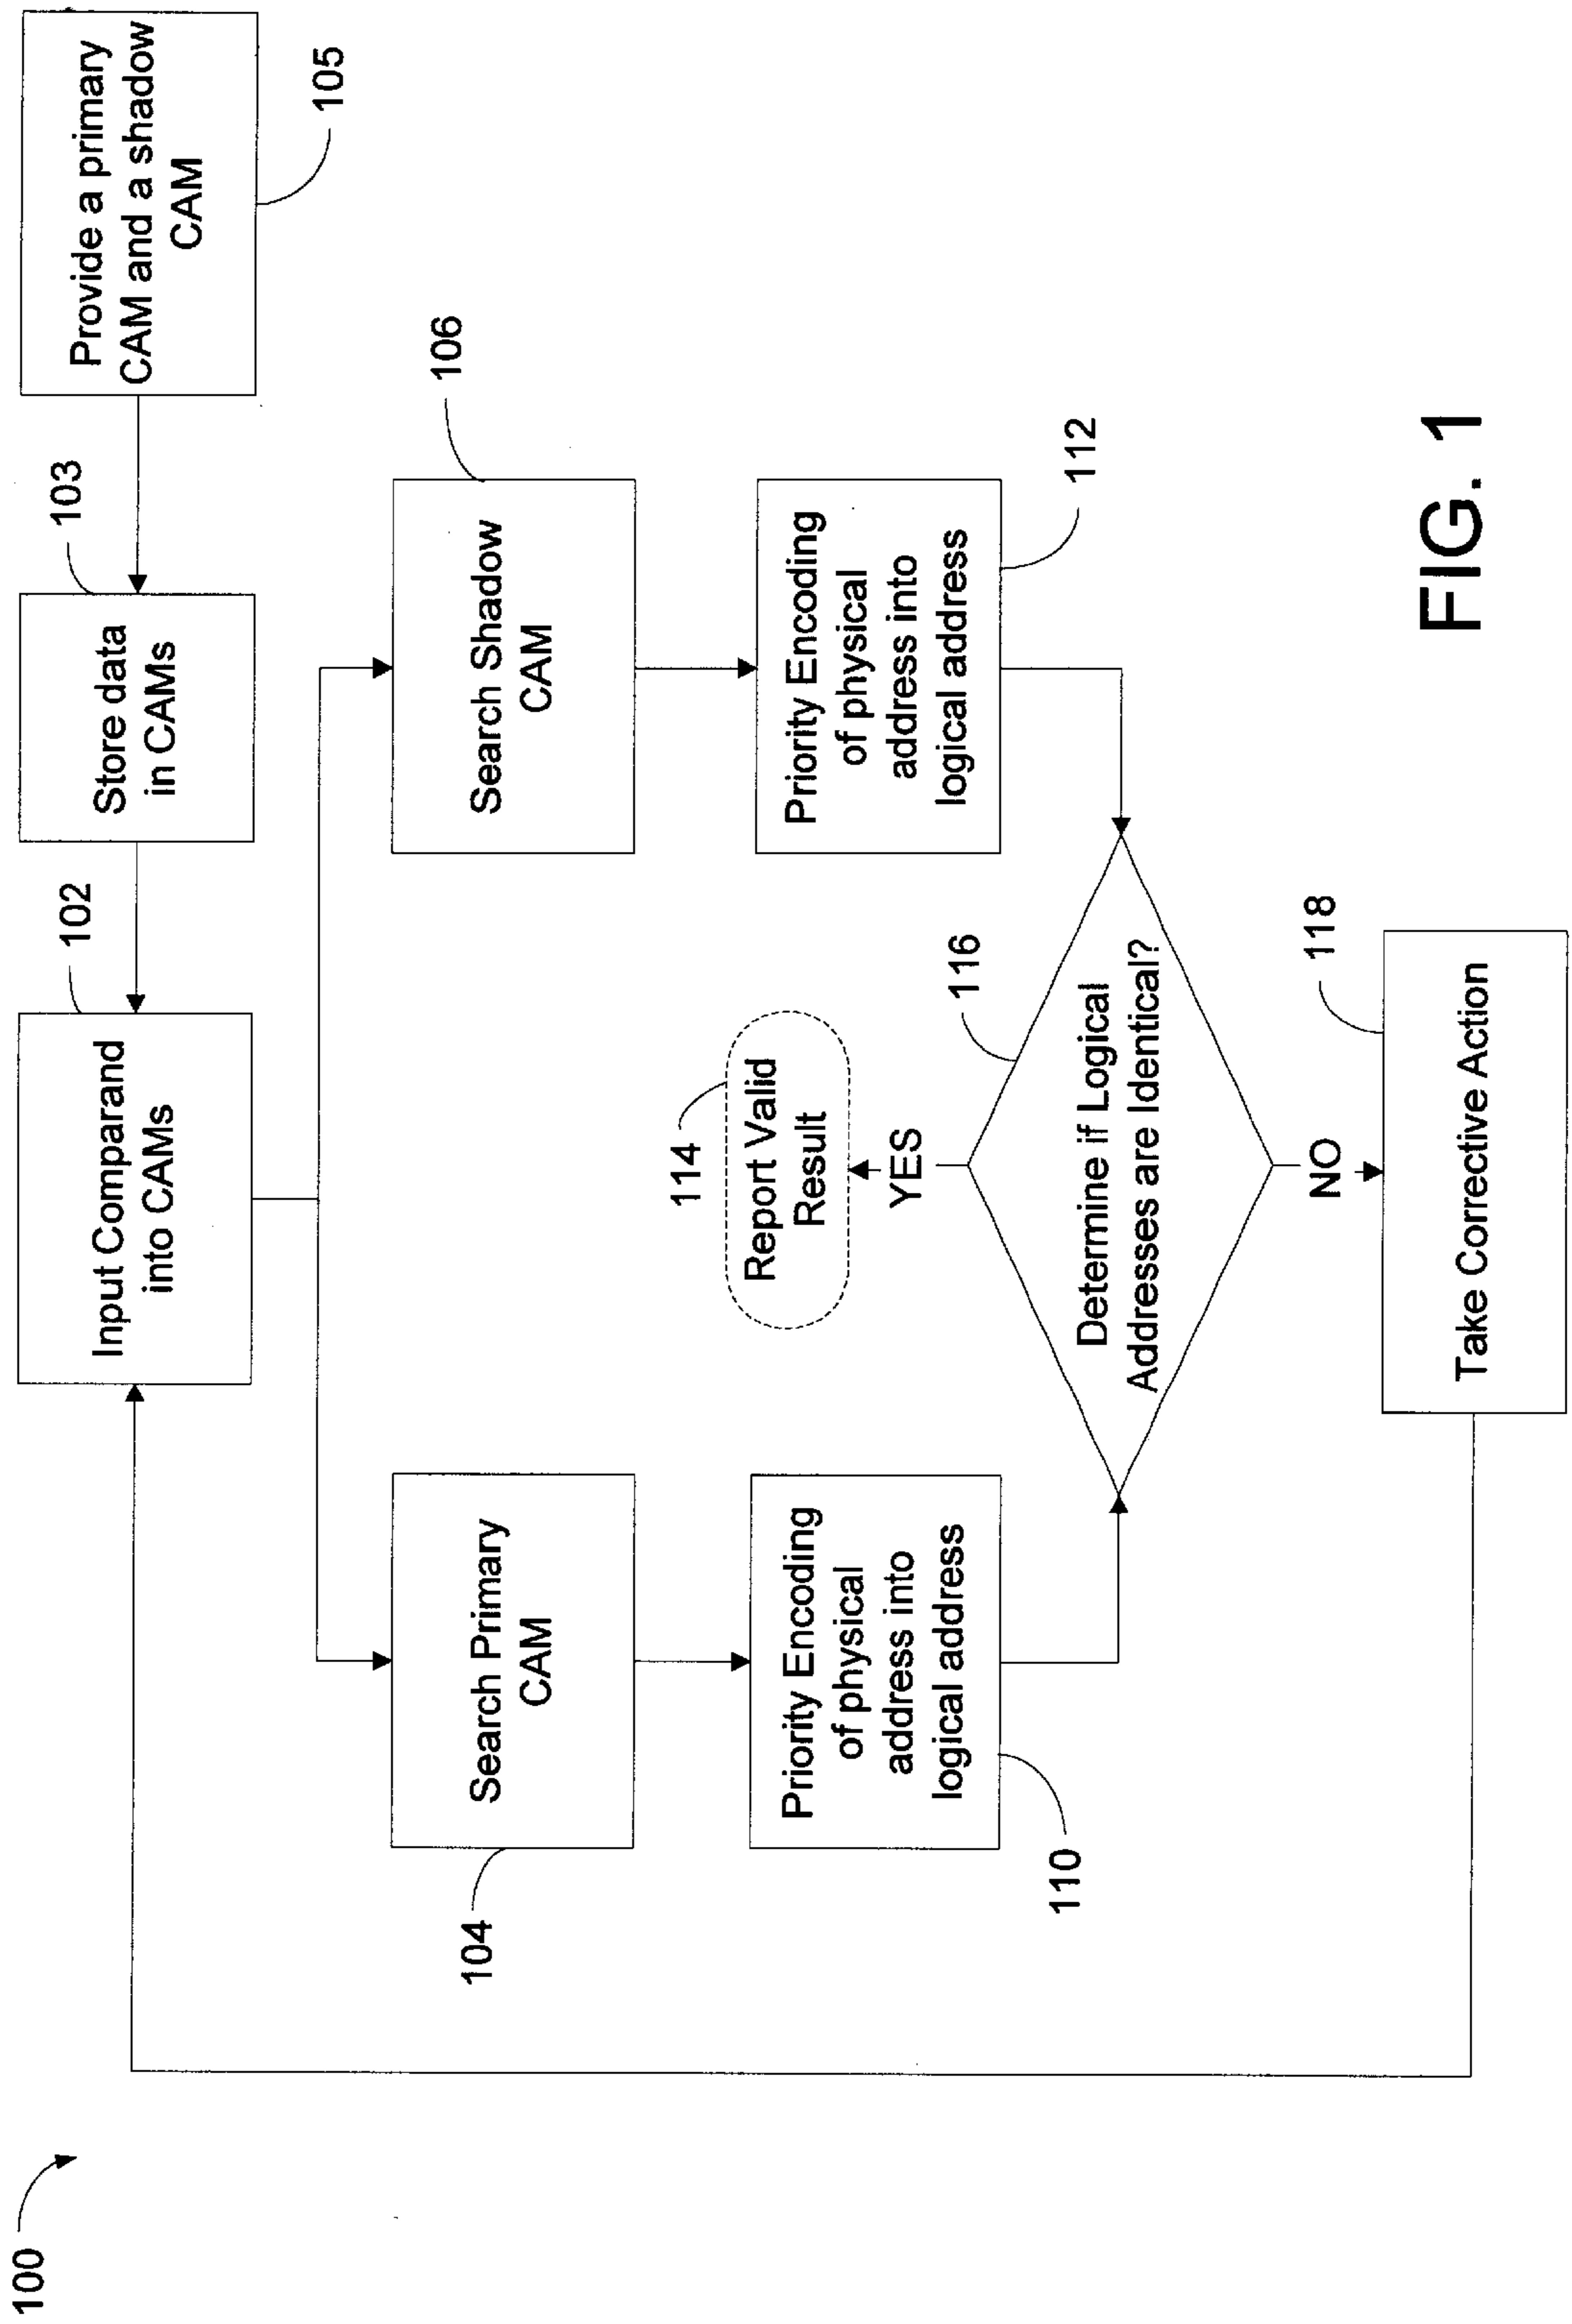 100
102
Input Comparand
into CAMs
103
Store data
in CAMs
105
Provide a primary
CAM and a shadow
CAM
104
Search Primary
CAM
106
Search Shadow
CAM
110
Priority Encoding
of physical
address into
logical address
112
Priority Encoding
of physical
address into
logical address
114
Report Valid
Result
YES
116
Determine if Logical
Addresses are Identical?
NO
118
Take Corrective Action
FIG. 1